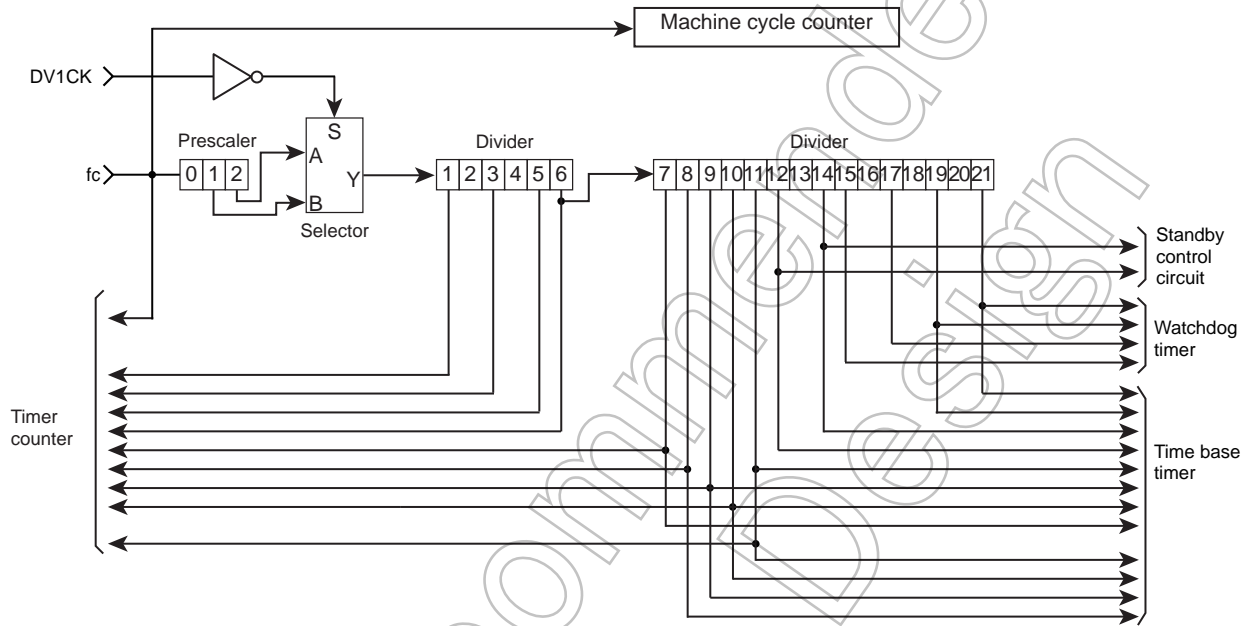 Machine cycle counter
DV1CK
S
Prescaler
Divider
Divider
fc
0 1 2
A
Y
B
1 2 3 4 5 6
7 8 9 10 11 12 13 14 15 16 17 18 19 20 21
Selector
Standby
control
circuit
Watchdog
timer
Timer
counter
Time base
timer
ommende
Design